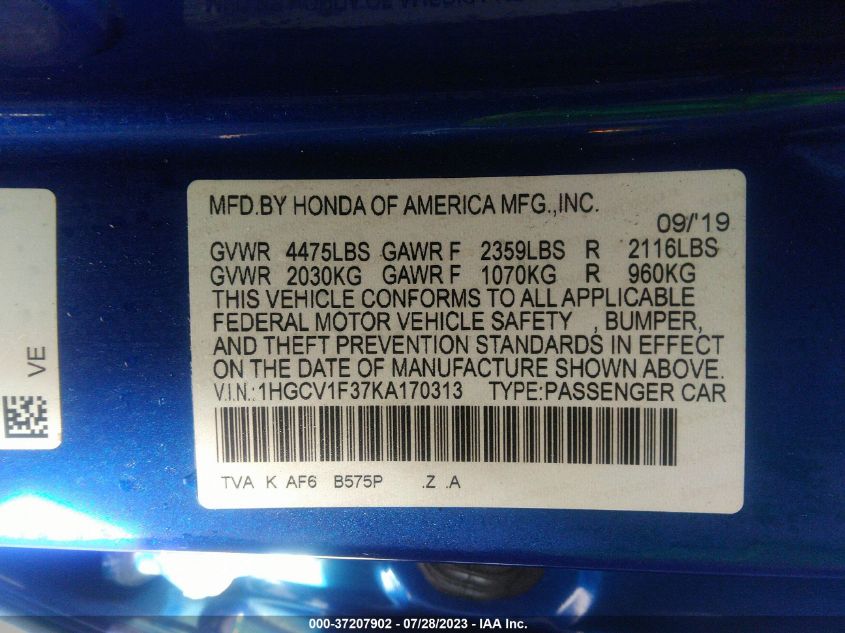 MFD.BY HONDA OF AMERICA MFG.,INC.
09/'19
GVWR 4475LBS GAWR F 2359LBS R 2116LBS
GVWR 2030KG GAWR F 1070KG R 960KG
THIS VEHICLE CONFORMS TO ALL APPLICABLE
FEDERAL MOTOR VEHICLE SAFETY , BUMPER,
AND THEFT PREVENTION STANDARDS IN EFFECT
ON THE DATE OF MANUFACTURE SHOWN ABOVE.
V.I.N.:1HGCV1F37KA170313 TYPE:PASSENGER CAR
TVA K AF6 B575P .Z .A
VE
000-37207902 - 07/28/2023 - IAA Inc.